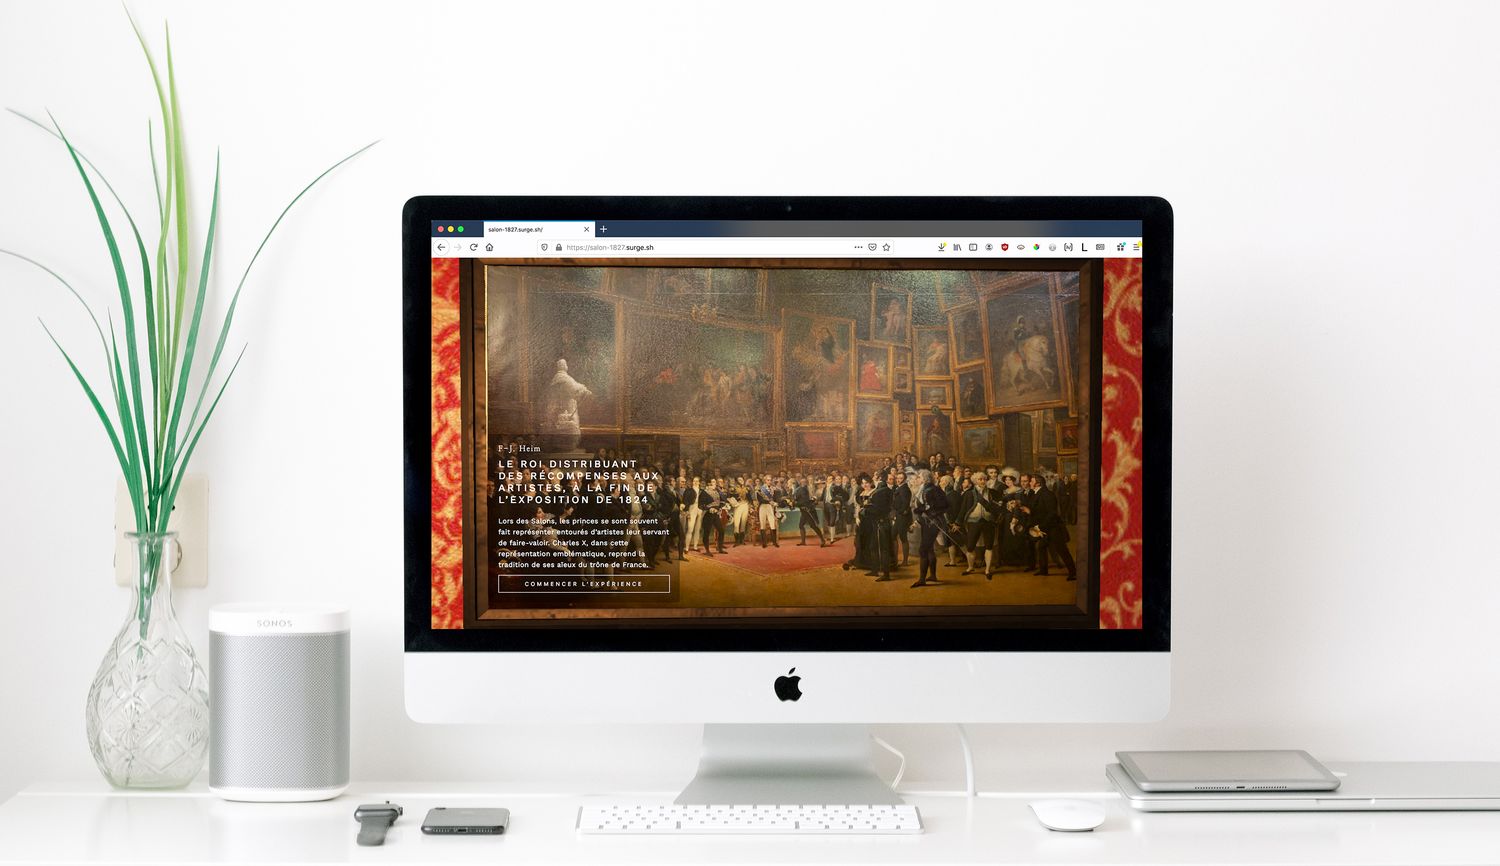 salon-1827.surge.sh/
https://salon-1827.surge.sh
F-J. Heim
LE ROI DISTRIBUANT
DES RÉCOMPENSES AUX
ARTISTES, À LA FIN DE
L'EXPOSITION DE 1824
Lors des Salons, les princes se sont souvent
fait représenter entourés d'artistes leur servant
de faire-valoir. Charles X, dans cette
représentation emblématique, reprend la
tradition de ses aïeux du trône de France.
COMMENCER L'EXPÉRIENCE
SONOS